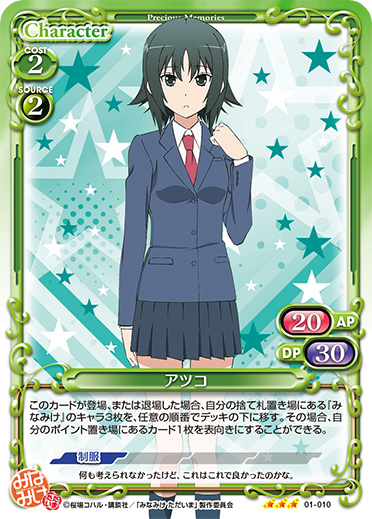 Precious Memories
Character
COST
2
SOURCE
2
20 AP
DP 30
アツコ
このカードが登場、または退場した場合、自分の捨て札置き場にある『み
なみけ』のキャラ3枚を、任意の順番でデッキの下に移す。その場合、自
分のポイント置き場にあるカード1枚を表向きにすることができる。
制服
何も考えられなかったけど、これはこれで良かったのかな。
みなみけ
ただいま
©桜場コハル・講談社/「みなみけ ただいま」製作委員会
01-010